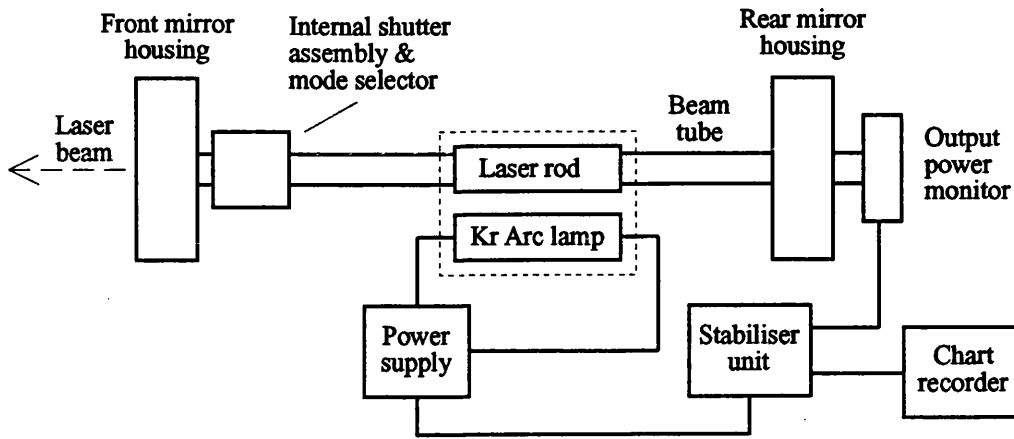 Front mirror
housing
Internal shutter
assembly &
mode selector
Rear mirror
housing
Laser
beam
Beam
tube
Output
power
monitor
Laser rod
Kr Arc lamp
Power
supply
Stabiliser
unit
Chart
recorder